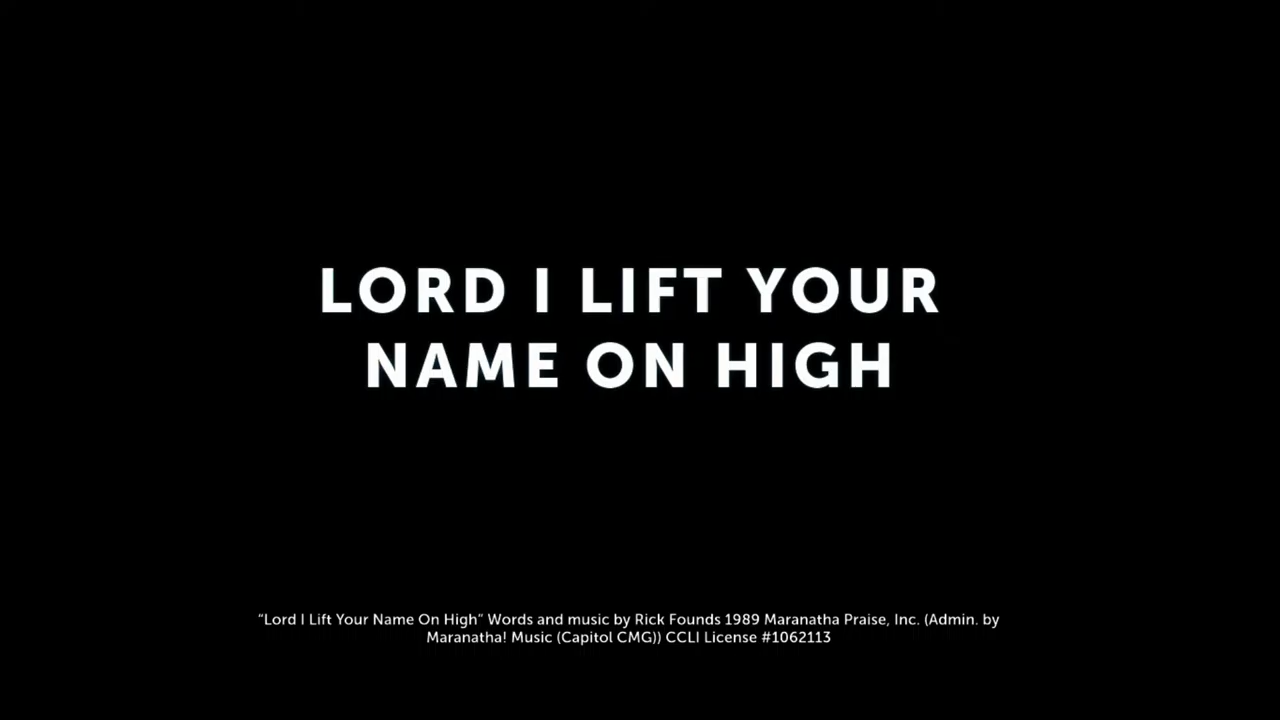 LORD I LIFT YOUR
NAME ON HIGH
“Lord I Lift Your Name On High” Words and music by Rick Founds 1989 Maranatha Praise, Inc. (Admin. by
Maranatha! Music (Capitol CMG)) CCLI License #1062113